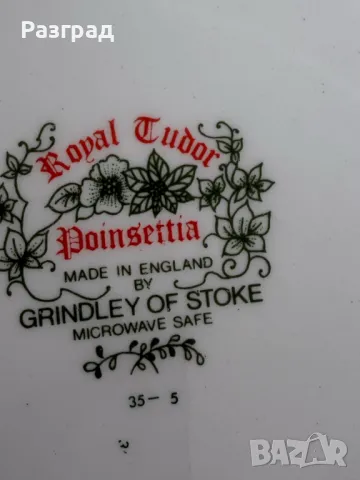 Разград
Royal Tudor
Poinsettia
MADE IN ENGLAND
BY
GRINDLEY OF STOKE
MICROWAVE SAFE
35 - 5
BAZAR